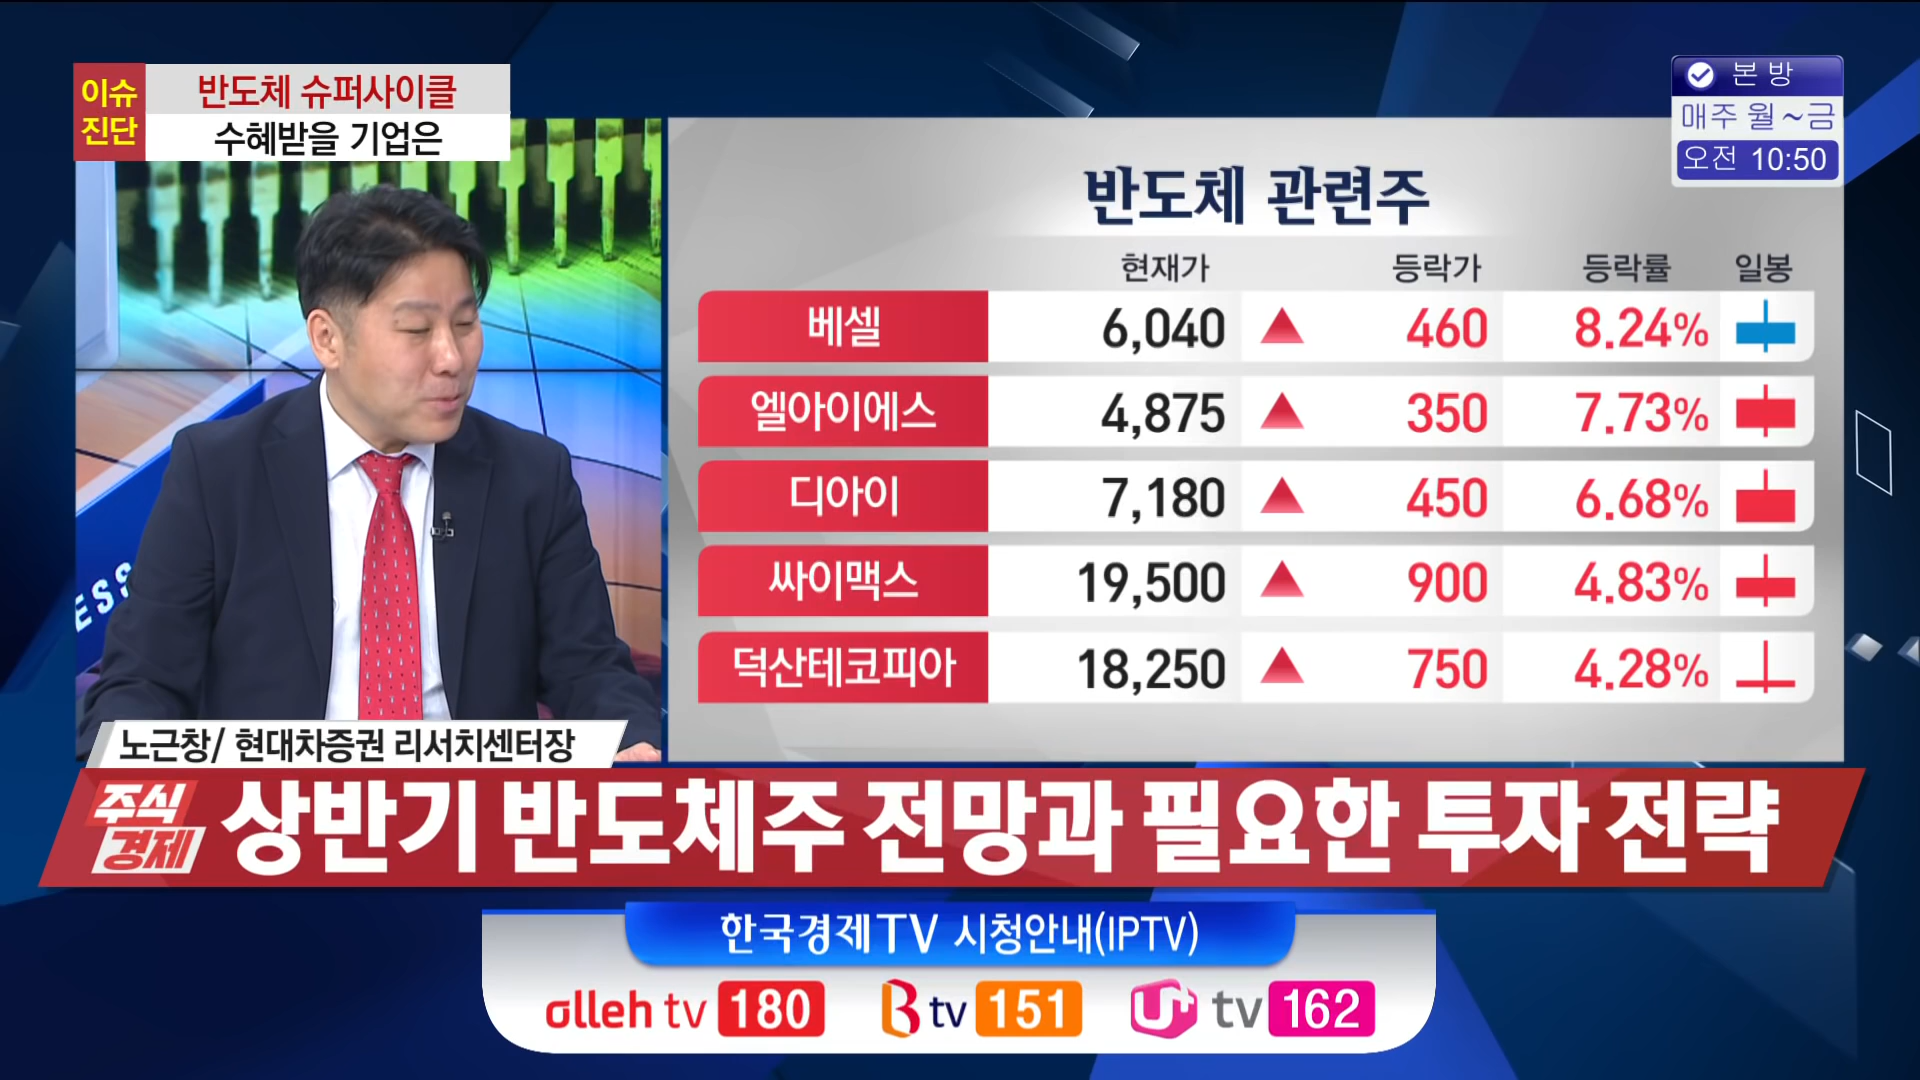 이슈
진단
반도체 슈퍼사이클
수혜받을 기업은
본 방
매주 월~금
오전 10:50
반도체 관련주
현재가 등락가 등락률 일봉
베셀 6,040 ▲ 460 8.24%
엘아이에스 4,875 ▲ 350 7.73%
디아이 7,180 ▲ 450 6.68%
싸이맥스 19,500 ▲ 900 4.83%
덕산테코피아 18,250 ▲ 750 4.28%
ESS
노근창/ 현대차증권 리서치센터장
주식
경제
상반기 반도체주 전망과 필요한 투자 전략
한국경제TV 시청안내(IPTV)
olleh tv 180 B tv 151 U+ tv 162